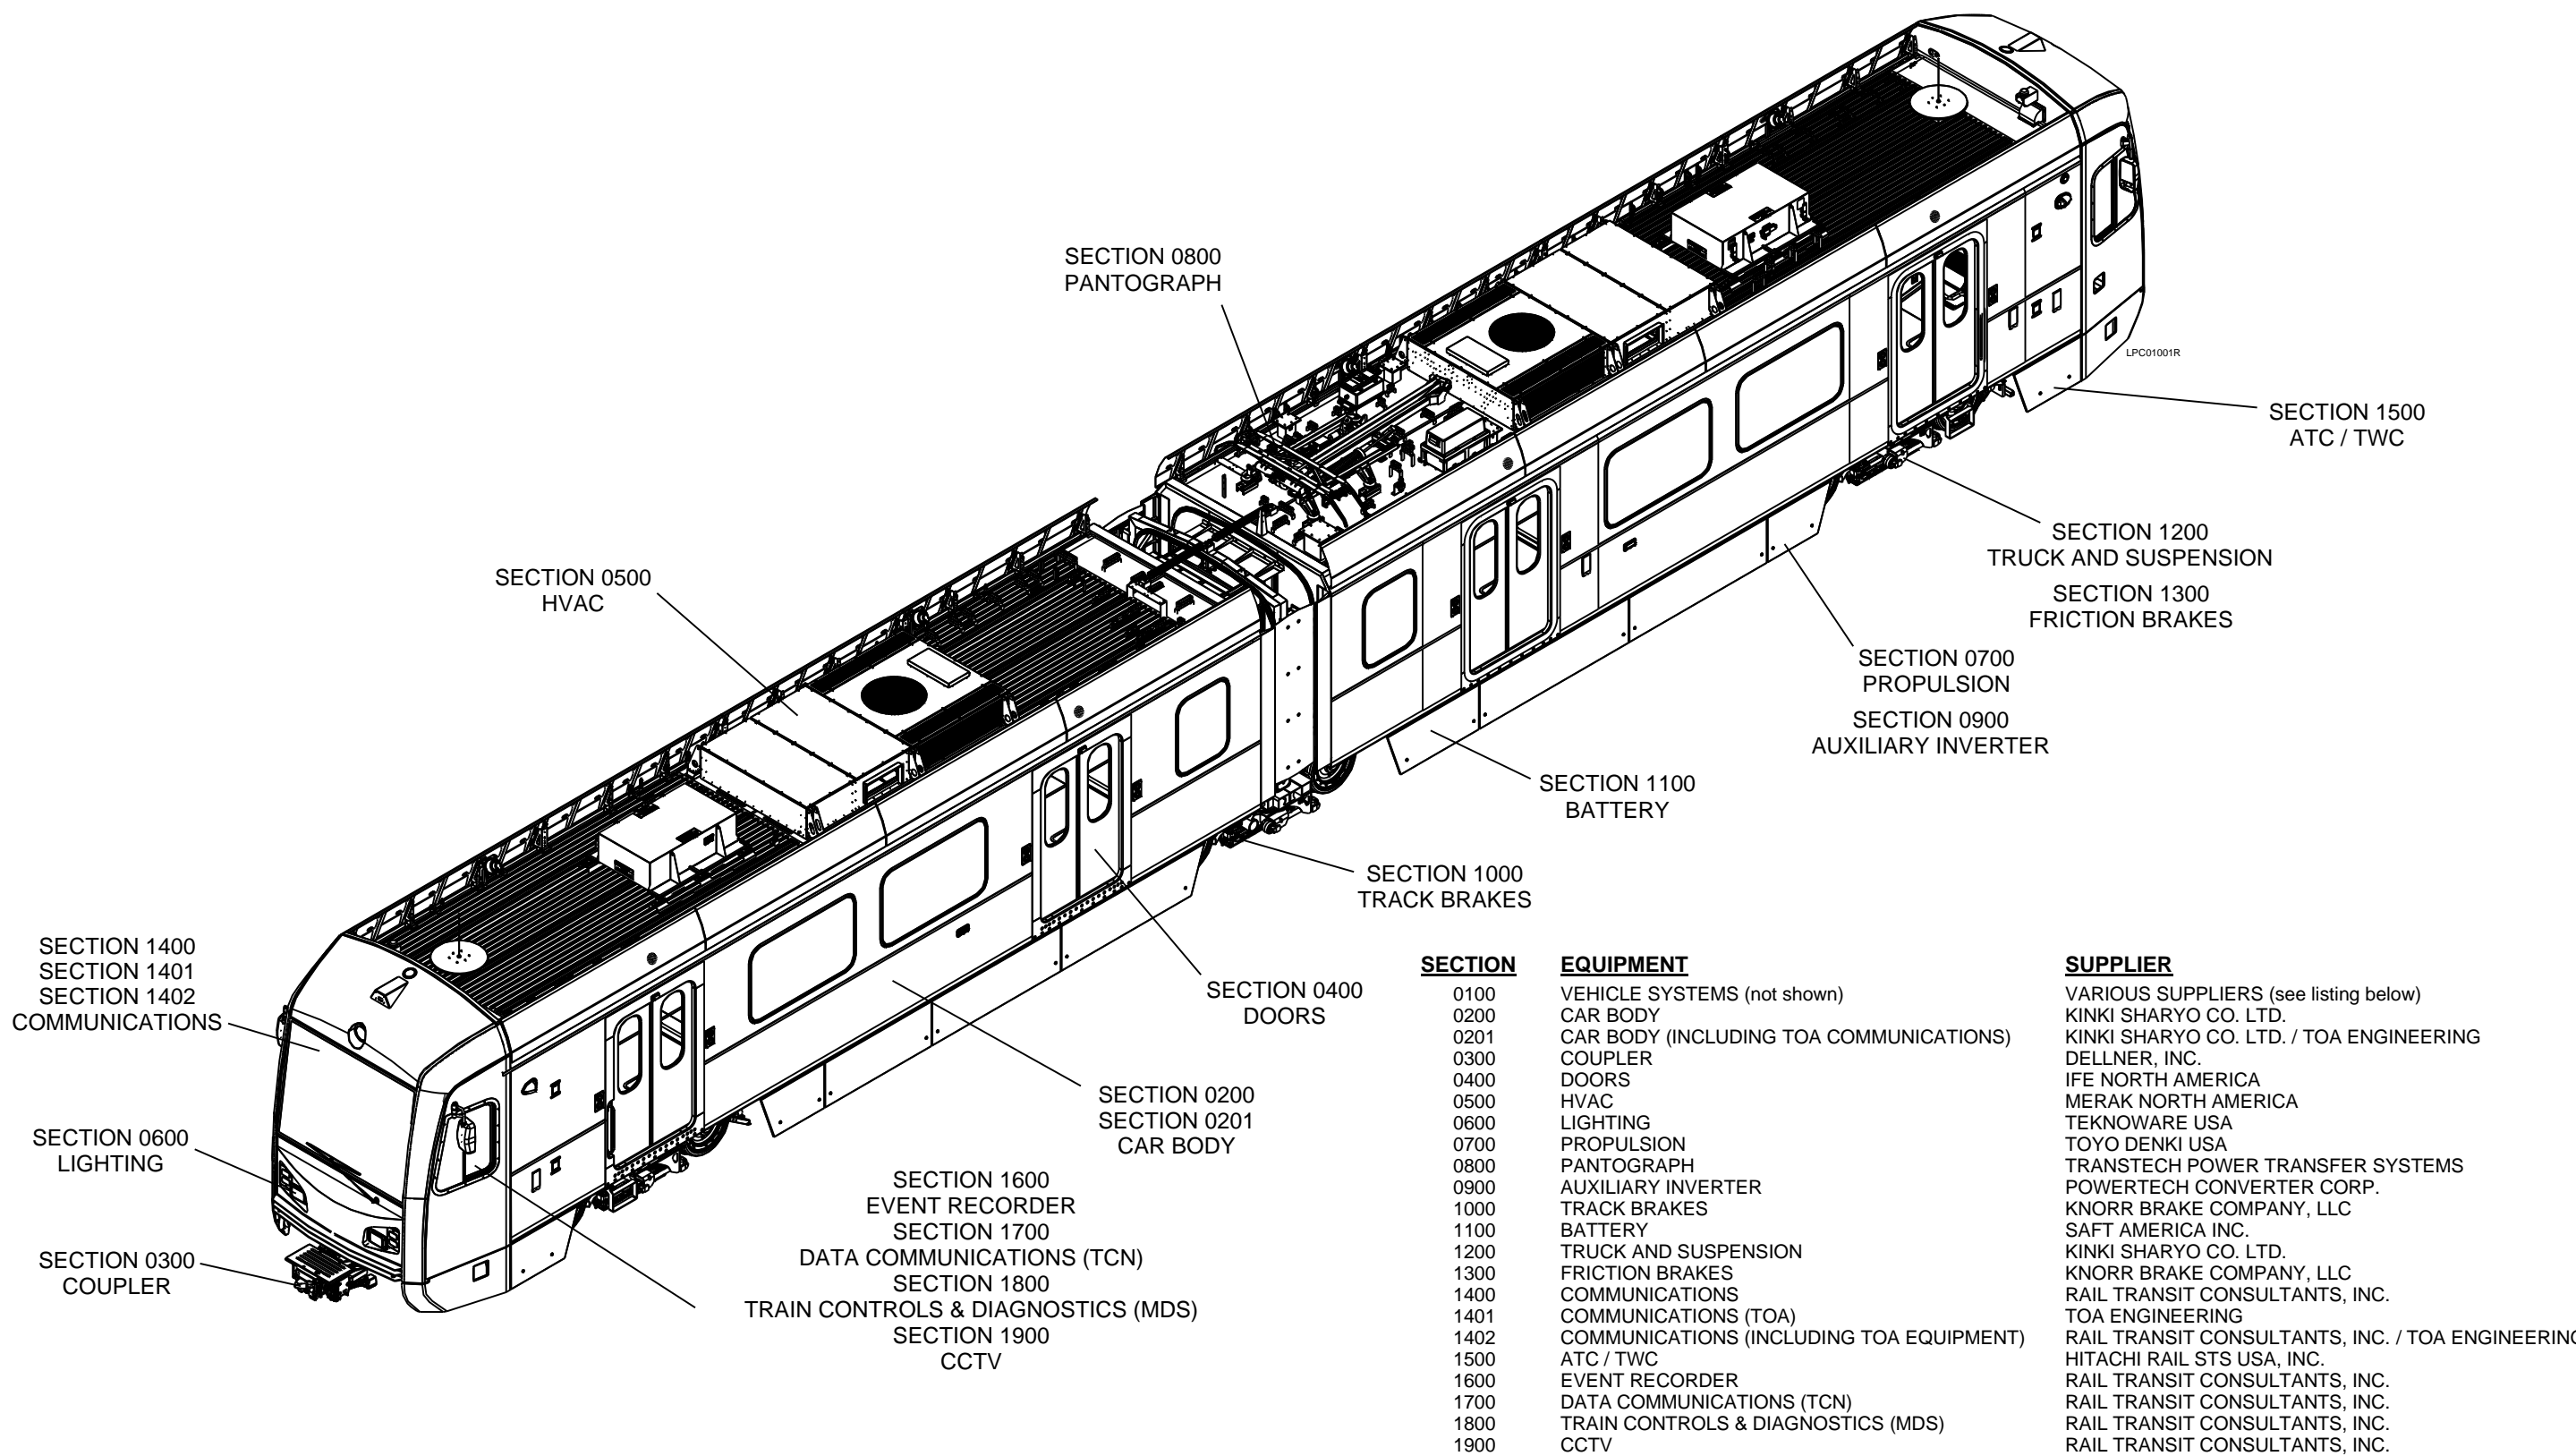 SECTION 0800
PANTOGRAPH
LPC01001R
SECTION 1500
ATC / TWC
SECTION 1200
TRUCK AND SUSPENSION
SECTION 1300
FRICTION BRAKES
SECTION 0500
HVAC
SECTION 0700
PROPULSION
SECTION 0900
AUXILIARY INVERTER
SECTION 1100
BATTERY
SECTION 1000
TRACK BRAKES
SECTION 1400
SECTION 1401
SECTION 1402
COMMUNICATIONS
SECTION 0400
DOORS
SECTION 0200
SECTION 0201
CAR BODY
SECTION 0600
LIGHTING
SECTION 0300
COUPLER
SECTION 1600
EVENT RECORDER
SECTION 1700
DATA COMMUNICATIONS (TCN)
SECTION 1800
TRAIN CONTROLS & DIAGNOSTICS (MDS)
SECTION 1900
CCTV
SECTION EQUIPMENT SUPPLIER
0100 VEHICLE SYSTEMS (not shown) VARIOUS SUPPLIERS (see listing below)
0200 CAR BODY KINKI SHARYO CO. LTD.
0201 CAR BODY (INCLUDING TOA COMMUNICATIONS) KINKI SHARYO CO. LTD. / TOA ENGINEERING
0300 COUPLER DELLNER, INC.
0400 DOORS IFE NORTH AMERICA
0500 HVAC MERAK NORTH AMERICA
0600 LIGHTING TEKNOWARE USA
0700 PROPULSION TOYO DENKI USA
0800 PANTOGRAPH TRANSTECH POWER TRANSFER SYSTEMS
0900 AUXILIARY INVERTER POWERTECH CONVERTER CORP.
1000 TRACK BRAKES KNORR BRAKE COMPANY, LLC
1100 BATTERY SAFT AMERICA INC.
1200 TRUCK AND SUSPENSION KINKI SHARYO CO. LTD.
1300 FRICTION BRAKES KNORR BRAKE COMPANY, LLC
1400 COMMUNICATIONS RAIL TRANSIT CONSULTANTS, INC.
1401 COMMUNICATIONS (TOA) TOA ENGINEERING
1402 COMMUNICATIONS (INCLUDING TOA EQUIPMENT) RAIL TRANSIT CONSULTANTS, INC. / TOA ENGINEERING
1500 ATC / TWC HITACHI RAIL STS USA, INC.
1600 EVENT RECORDER RAIL TRANSIT CONSULTANTS, INC.
1700 DATA COMMUNICATIONS (TCN) RAIL TRANSIT CONSULTANTS, INC.
1800 TRAIN CONTROLS & DIAGNOSTICS (MDS) RAIL TRANSIT CONSULTANTS, INC.
1900 CCTV RAIL TRANSIT CONSULTANTS, INC.